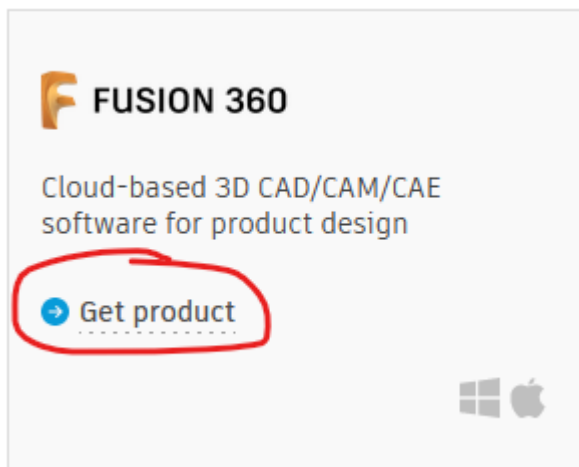 FUSION 360
Cloud-based 3D CAD/CAM/CAE
software for product design
Get product